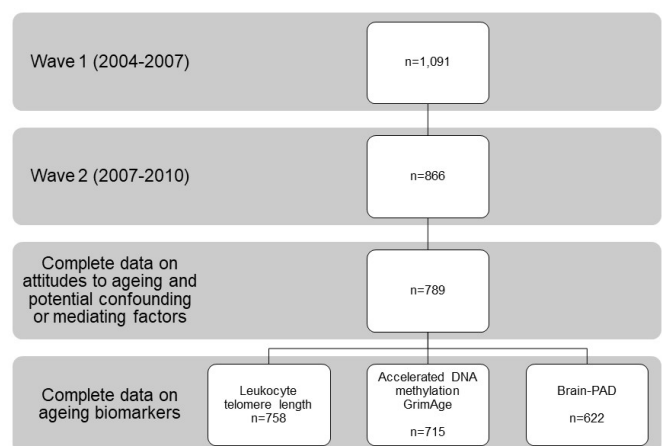 Wave 1 (2004-2007)
n=1,091
Wave 2 (2007-2010)
n=866
Complete data on
attitudes to ageing and
potential confounding
or mediating factors
n=789
Complete data on
ageing biomarkers
Leukocyte
telomere length
n=758
Accelerated DNA
methylation
GrimAge
n=715
Brain-PAD
n=622